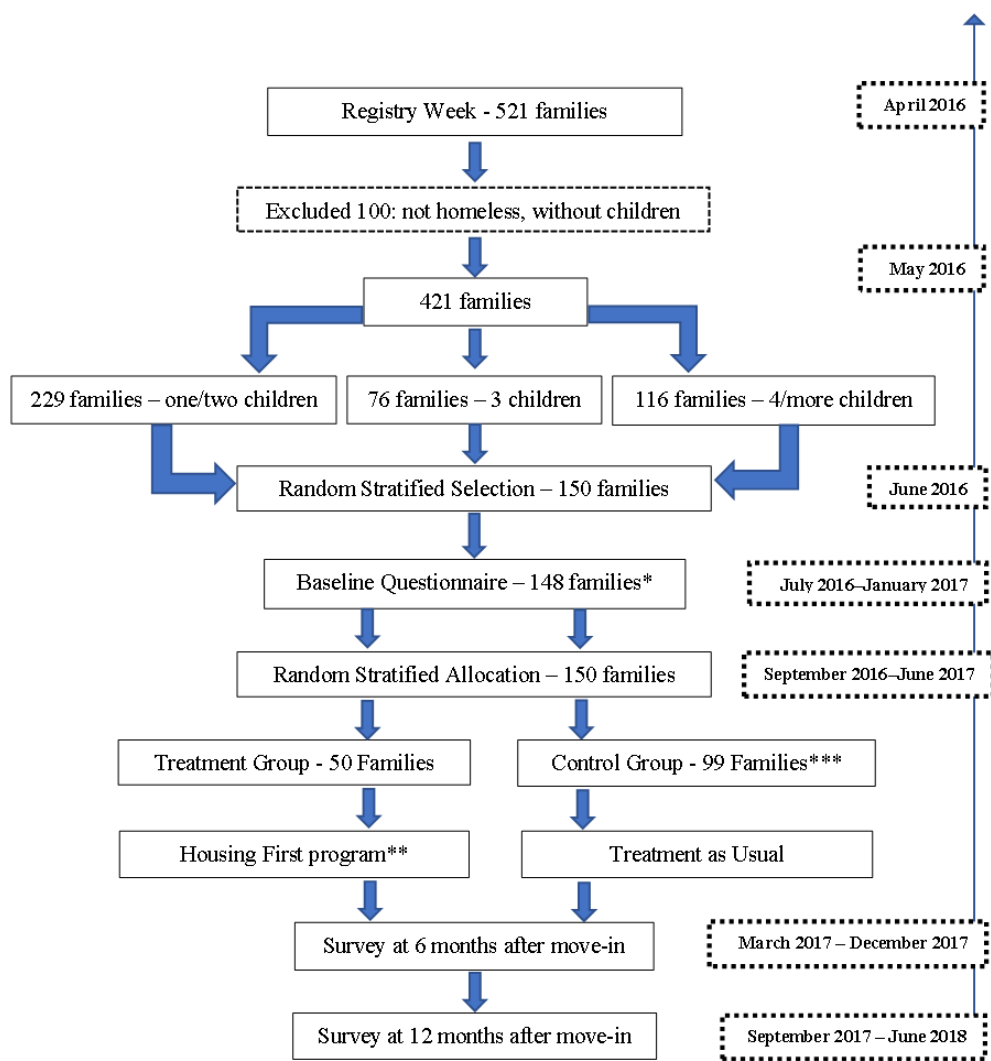 Registry Week - 521 families
April 2016
Excluded 100: not homeless, without children
May 2016
421 families
229 families – one/two children
76 families – 3 children
116 families – 4/more children
Random Stratified Selection – 150 families
June 2016
Baseline Questionnaire – 148 families*
July 2016–January 2017
Random Stratified Allocation – 150 families
September 2016–June 2017
Treatment Group - 50 Families
Control Group - 99 Families***
Housing First program**
Treatment as Usual
Survey at 6 months after move-in
March 2017 – December 2017
Survey at 12 months after move-in
September 2017 – June 2018